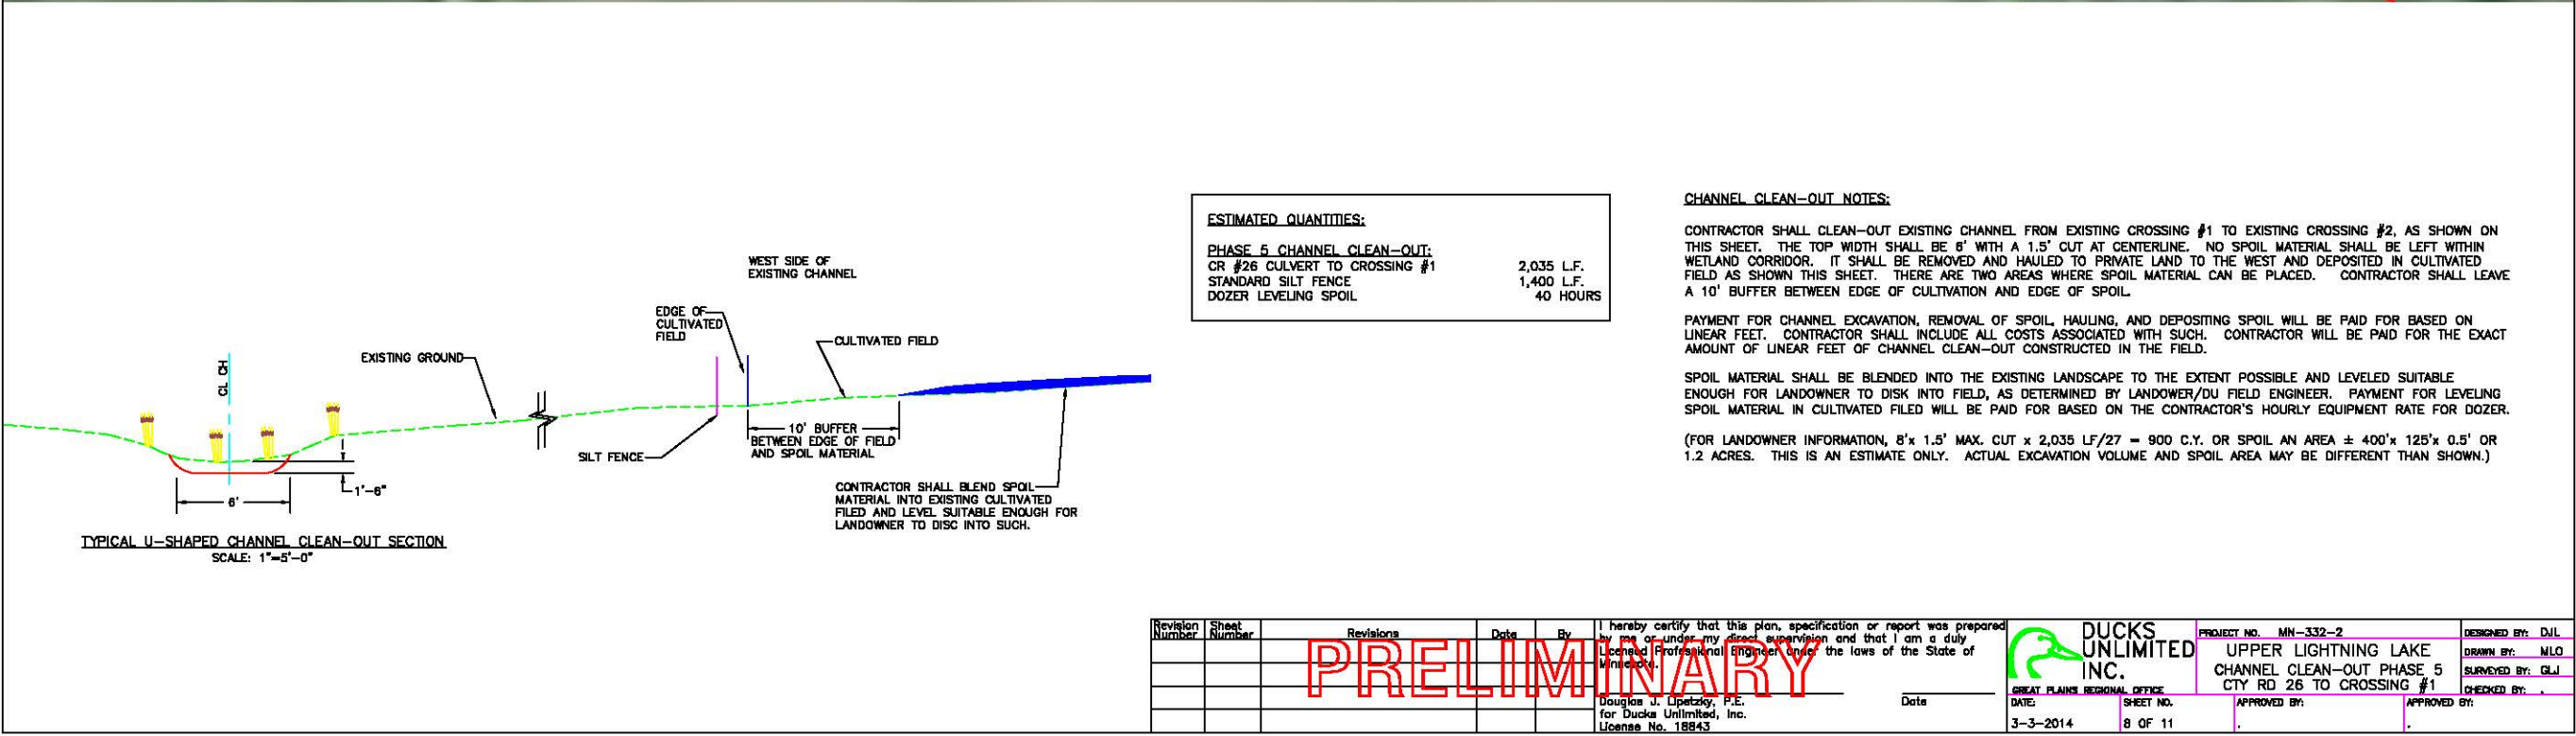 CL CH
EXISTING GROUND
6'
1'-6"
TYPICAL U-SHAPED CHANNEL CLEAN-OUT SECTION
SCALE: 1"=5'-0"
WEST SIDE OF
EXISTING CHANNEL
EDGE OF
CULTIVATED
FIELD
CULTIVATED FIELD
SILT FENCE
10' BUFFER
BETWEEN EDGE OF FIELD
AND SPOIL MATERIAL
CONTRACTOR SHALL BLEND SPOIL
MATERIAL INTO EXISTING CULTIVATED
FILED AND LEVEL SUITABLE ENOUGH FOR
LANDOWNER TO DISC INTO SUCH.
ESTIMATED QUANTITIES:
PHASE 5 CHANNEL CLEAN-OUT:
CR #26 CULVERT TO CROSSING #1 2,035 L.F.
STANDARD SILT FENCE 1,400 L.F.
DOZER LEVELING SPOIL 40 HOURS
CHANNEL CLEAN-OUT NOTES:
CONTRACTOR SHALL CLEAN-OUT EXISTING CHANNEL FROM EXISTING CROSSING #1 TO EXISTING CROSSING #2, AS SHOWN ON
THIS SHEET. THE TOP WIDTH SHALL BE 6' WITH A 1.5' CUT AT CENTERLINE. NO SPOIL MATERIAL SHALL BE LEFT WITHIN
WETLAND CORRIDOR. IT SHALL BE REMOVED AND HAULED TO PRIVATE LAND TO THE WEST AND DEPOSITED IN CULTIVATED
FIELD AS SHOWN THIS SHEET. THERE ARE TWO AREAS WHERE SPOIL MATERIAL CAN BE PLACED. CONTRACTOR SHALL LEAVE
A 10' BUFFER BETWEEN EDGE OF CULTIVATION AND EDGE OF SPOIL.
PAYMENT FOR CHANNEL EXCAVATION, REMOVAL OF SPOIL, HAULING, AND DEPOSITING SPOIL WILL BE PAID FOR BASED ON
LINEAR FEET. CONTRACTOR SHALL INCLUDE ALL COSTS ASSOCIATED WITH SUCH. CONTRACTOR WILL BE PAID FOR THE EXACT
AMOUNT OF LINEAR FEET OF CHANNEL CLEAN-OUT CONSTRUCTED IN THE FIELD.
SPOIL MATERIAL SHALL BE BLENDED INTO THE EXISTING LANDSCAPE TO THE EXTENT POSSIBLE AND LEVELED SUITABLE
ENOUGH FOR LANDOWNER TO DISK INTO FIELD, AS DETERMINED BY LANDOWER/DU FIELD ENGINEER. PAYMENT FOR LEVELING
SPOIL MATERIAL IN CULTIVATED FILED WILL BE PAID FOR BASED ON THE CONTRACTOR'S HOURLY EQUIPMENT RATE FOR DOZER.
(FOR LANDOWNER INFORMATION, 8'x 1.5' MAX. CUT x 2,035 LF/27 = 900 C.Y. OR SPOIL AN AREA ± 400'x 125'x 0.5' OR
1.2 ACRES. THIS IS AN ESTIMATE ONLY. ACTUAL EXCAVATION VOLUME AND SPOIL AREA MAY BE DIFFERENT THAN SHOWN.)
Revision Number
Sheet Number
Revisions
Date
By
PRELIMINARY
I hereby certify that this plan, specification or report was prepared
by me or under my direct supervision and that I am a duly
Licensed Professional Engineer under the laws of the State of
Minnesota.
Date
Douglas J. Lipetzky, P.E.
for Ducks Unlimited, Inc.
License No. 18843
DUCKS
UNLIMITED
INC.
GREAT PLAINS REGIONAL OFFICE
PROJECT NO. MN-332-2
UPPER LIGHTNING LAKE
CHANNEL CLEAN-OUT PHASE 5
CTY RD 26 TO CROSSING #1
DESIGNED BY: DJL
DRAWN BY: MLO
SURVEYED BY: GLJ
CHECKED BY: .
DATE:
3-3-2014
SHEET NO.
8 OF 11
APPROVED BY:
.
APPROVED BY:
.